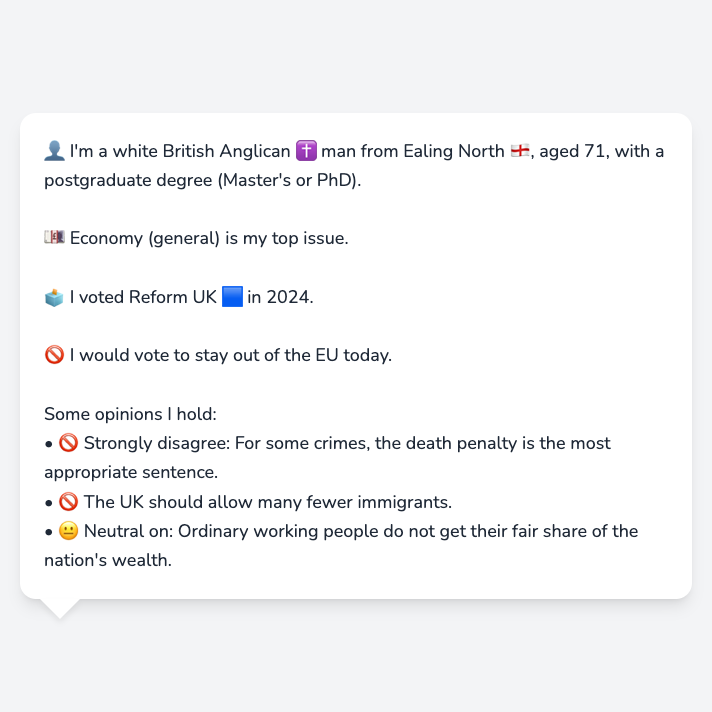 👤 I'm a white British Anglican ✝️ man from Ealing North 🏴󠁧󠁢󠁥󠁮󠁧󠁿, aged 71, with a
postgraduate degree (Master's or PhD).
💷 Economy (general) is my top issue.
🗳️ I voted Reform UK 🟦 in 2024.
🚫 I would vote to stay out of the EU today.
Some opinions I hold:
• 🚫 Strongly disagree: For some crimes, the death penalty is the most
appropriate sentence.
• 🚫 The UK should allow many fewer immigrants.
• 😐 Neutral on: Ordinary working people do not get their fair share of the
nation's wealth.